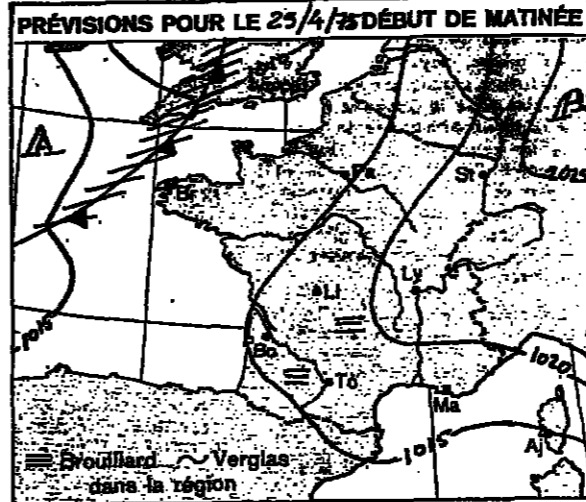 PRÉVISIONS POUR LE 25/4/75 DÉBUT DE MATINÉE
A
Br
Pa
St
1025
Li
Ly
1015
Bo
To
1020
Ma
1015
Aj
Brouillard Verglas
dans la région